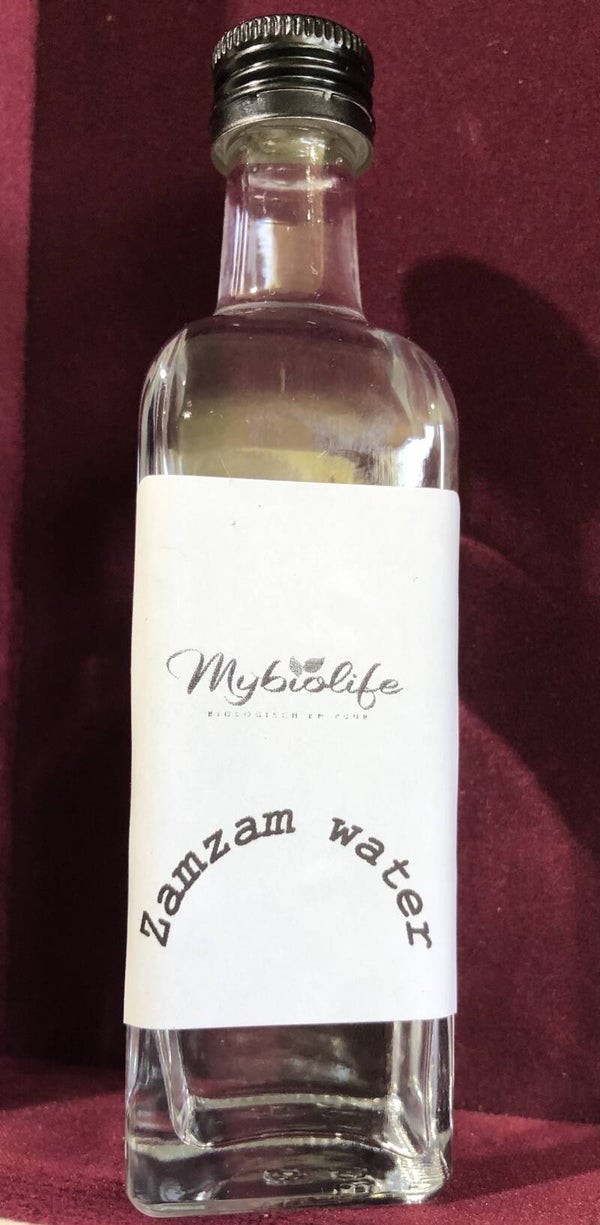 Mybiolife
BIOLOGISCH EN PUUR
Zamzam water